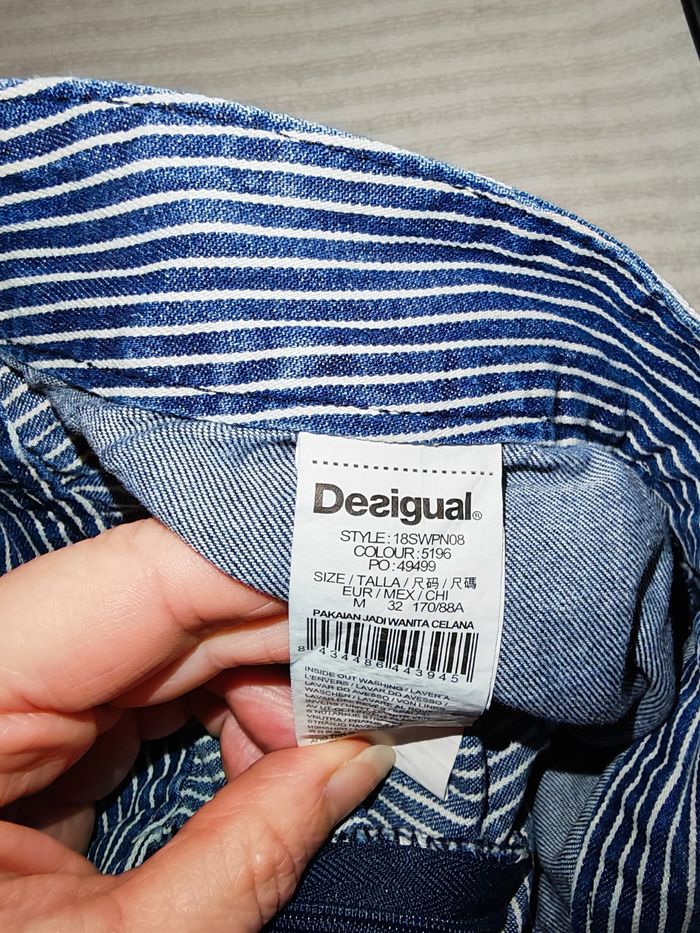 Desigual®
STYLE : 18SWPN08
COLOUR : 5196
PO : 49499
SIZE / TALLA / 尺码 / 尺碼
EUR / MEX / CHI
M 32 170/88A
PAKAIAN JADI WANITA CELANA
8 434486 443945
INSIDE OUT WASHING / LAVER A
L'ENVERS / LAVAR DO AVESSO /